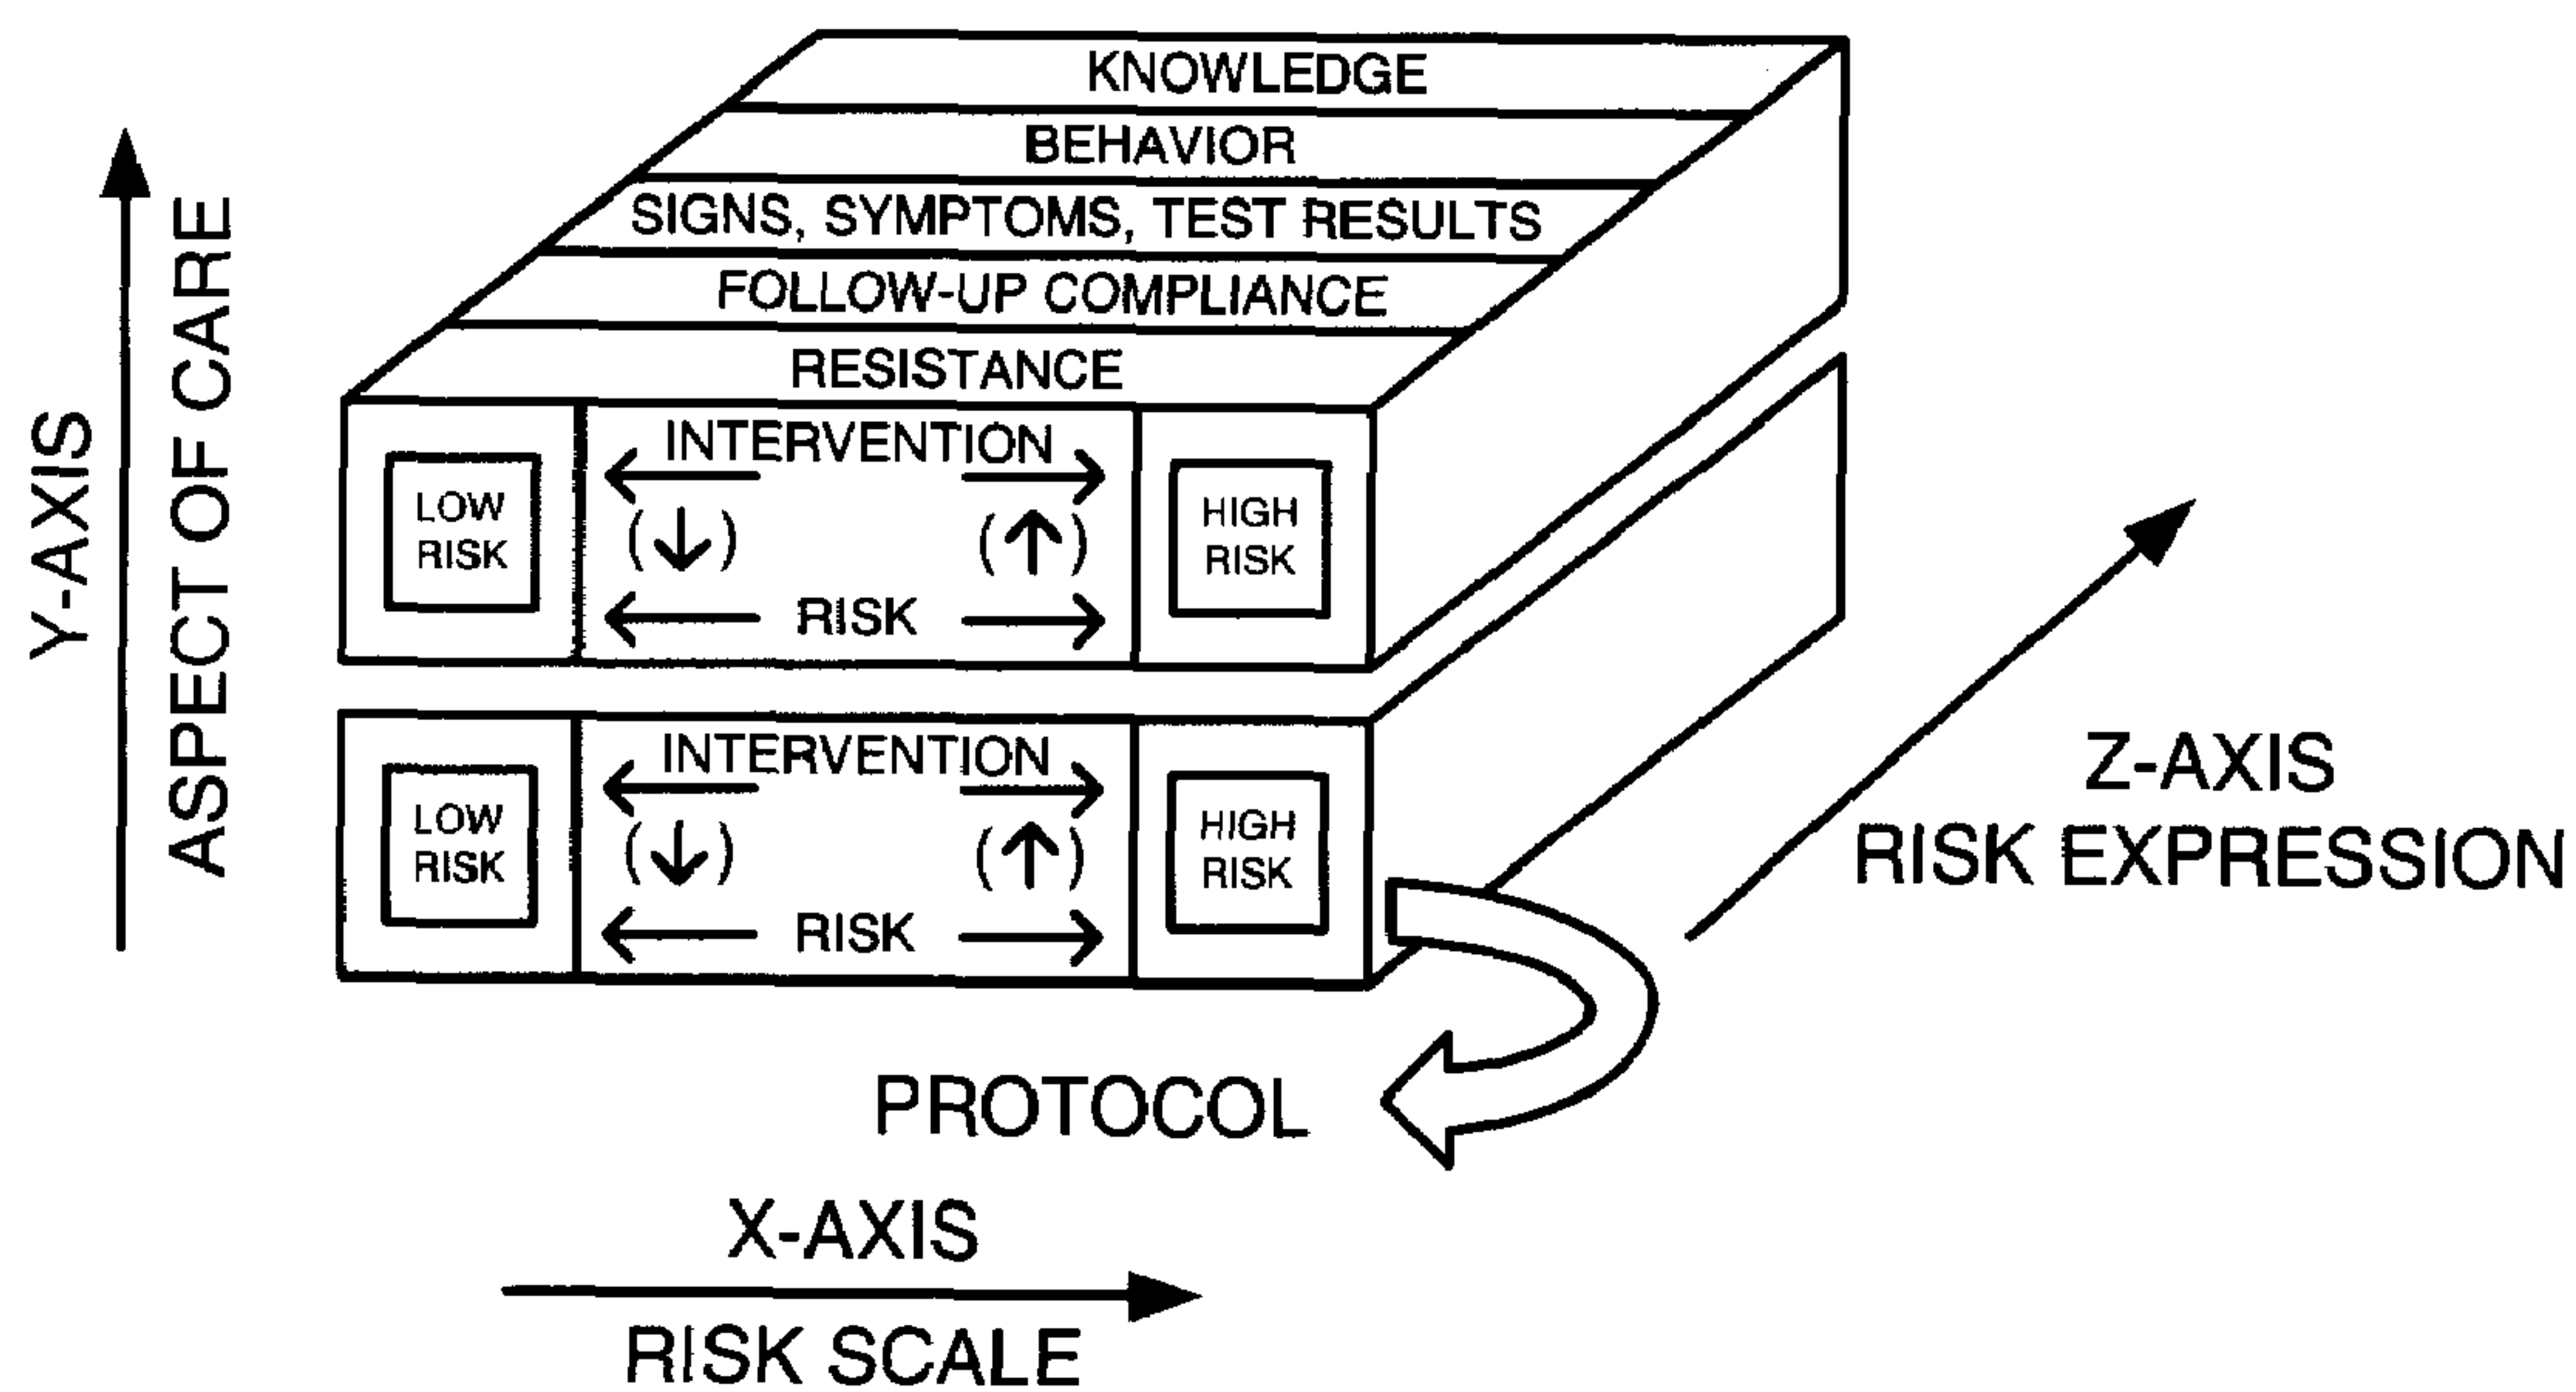 KNOWLEDGE
BEHAVIOR
SIGNS, SYMPTOMS, TEST RESULTS
FOLLOW-UP COMPLIANCE
RESISTANCE
Y-AXIS
ASPECT OF CARE
LOW
RISK
INTERVENTION
(↓) (↑)
RISK
HIGH
RISK
LOW
RISK
INTERVENTION
(↓) (↑)
RISK
HIGH
RISK
Z-AXIS
RISK EXPRESSION
PROTOCOL
X-AXIS
RISK SCALE